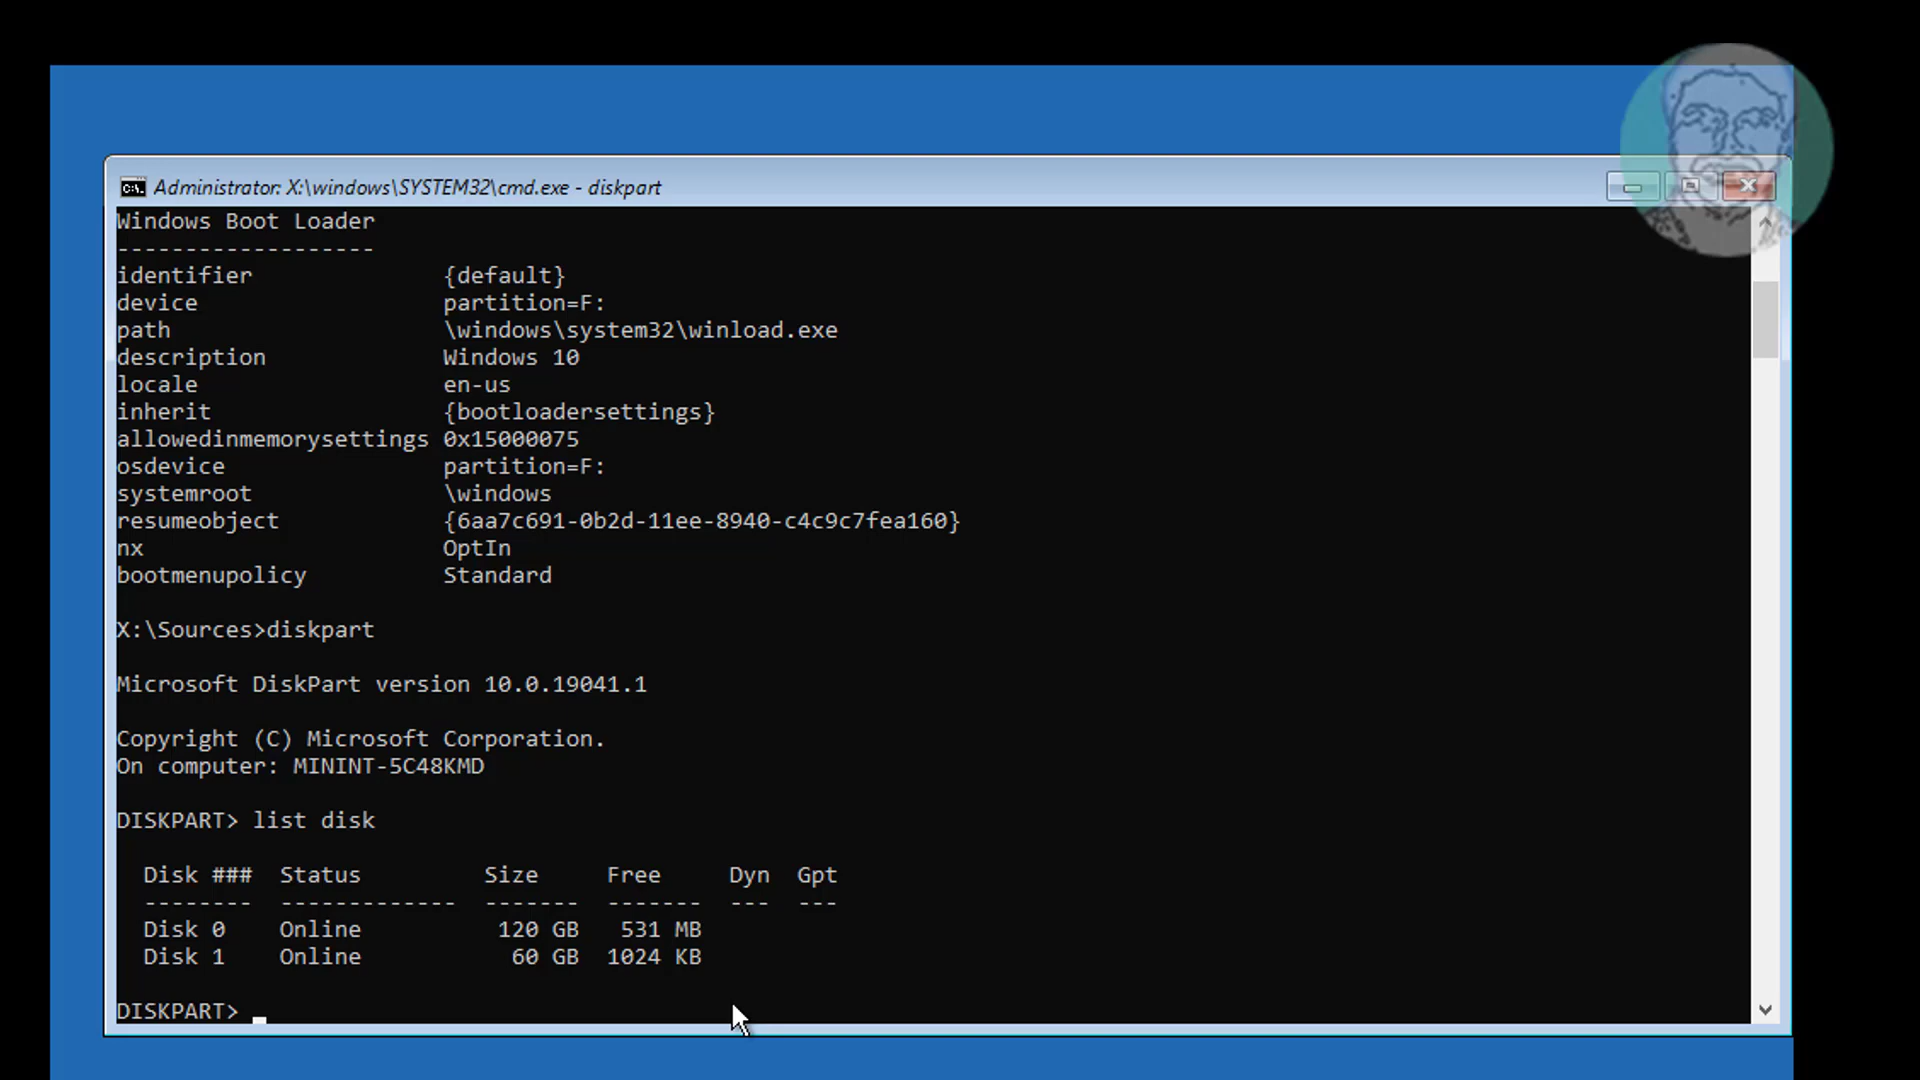 Administrator: X:\windows\SYSTEM32\cmd.exe - diskpart
Windows Boot Loader
-------------------
identifier              {default}
device                  partition=F:
path                    \windows\system32\winload.exe
description             Windows 10
locale                  en-us
inherit                 {bootloadersettings}
allowedinmemorysettings 0x15000075
osdevice                partition=F:
systemroot              \windows
resumeobject            {6aa7c691-0b2d-11ee-8940-c4c9c7fea160}
nx                      OptIn
bootmenupolicy          Standard
X:\Sources>diskpart
Microsoft DiskPart version 10.0.19041.1
Copyright (C) Microsoft Corporation.
On computer: MININT-5C48KMD
DISKPART> list disk
  Disk ###  Status         Size     Free     Dyn  Gpt
  --------  -------------  -------  -------  ---  ---
  Disk 0    Online          120 GB   531 MB
  Disk 1    Online           60 GB  1024 KB
DISKPART>